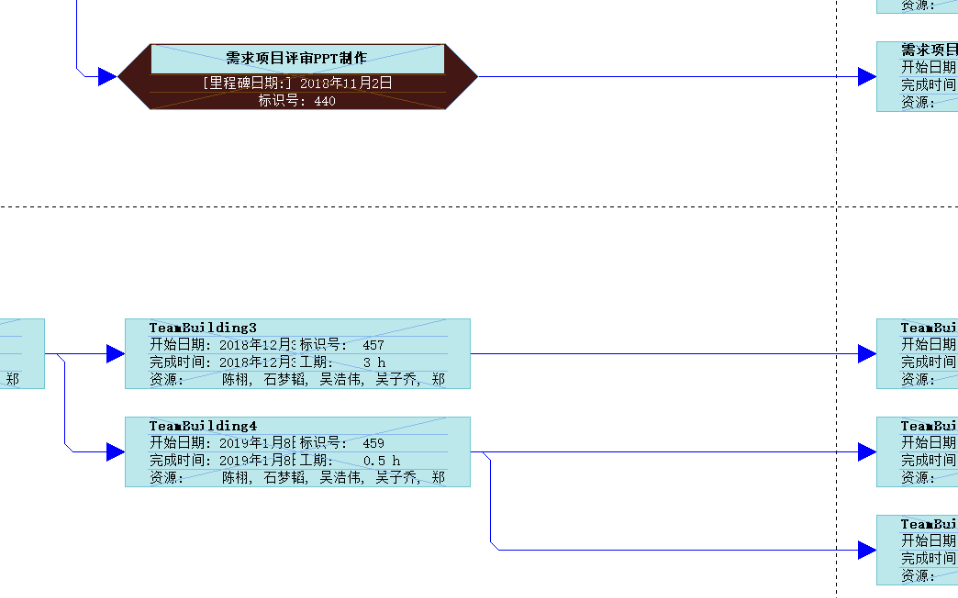 资源:
需求项目评审PPT制作
[里程碑日期:] 2018年11月2日
标识号: 440
需求项目
开始日期
完成时间
资源:
TeamBuilding3
开始日期: 2018年12月3 标识号: 457
完成时间: 2018年12月3 工期: 3 h
资源: 陈栩, 石梦韬, 吴浩伟, 吴子乔, 郑
郑
TeamBui
开始日期
完成时间
资源:
TeamBuilding4
开始日期: 2019年1月8日 标识号: 459
完成时间: 2019年1月8日 工期: 0.5 h
资源: 陈栩, 石梦韬, 吴浩伟, 吴子乔, 郑
TeamBui
开始日期
完成时间
资源:
TeamBui
开始日期
完成时间
资源: